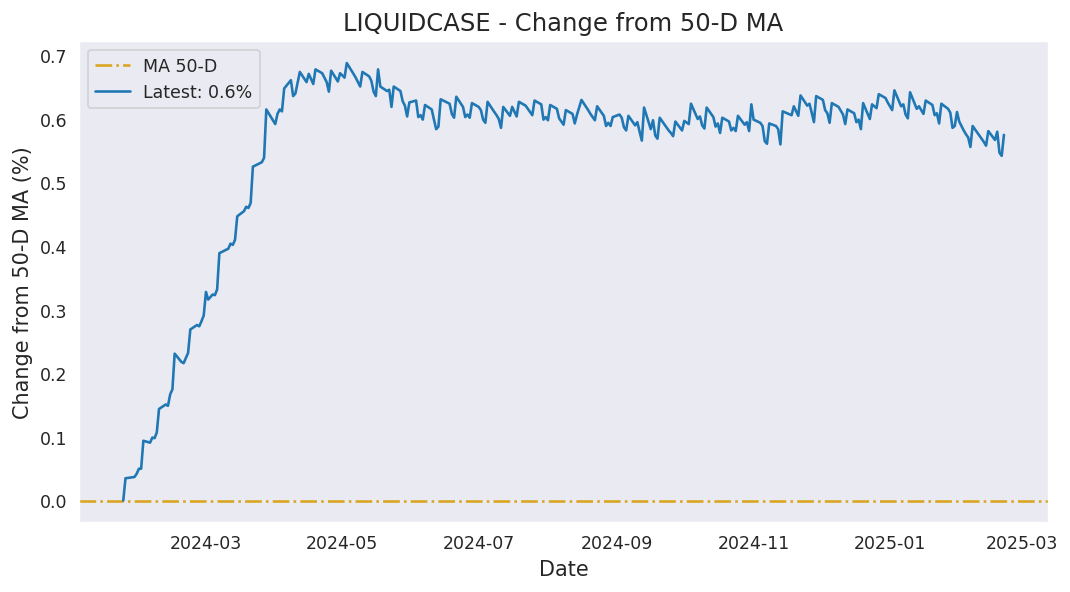 LIQUIDCASE - Change from 50-D MA
MA 50-D
Latest: 0.6%
Change from 50-D MA (%)
0.7
0.6
0.5
0.4
0.3
0.2
0.1
0.0
2024-03 2024-05 2024-07 2024-09 2024-11 2025-01 2025-03
Date